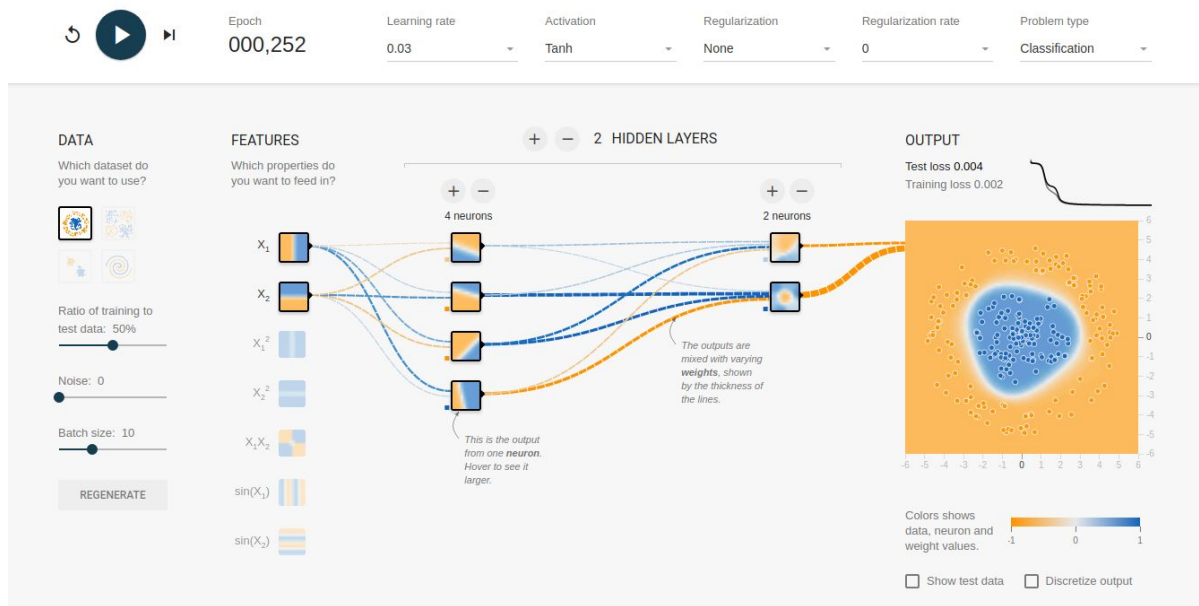 Epoch
000,252
Learning rate
0.03
Activation
Tanh
Regularization
None
Regularization rate
0
Problem type
Classification
DATA
Which dataset do
you want to use?
Ratio of training to
test data: 50%
Noise: 0
Batch size: 10
REGENERATE
FEATURES
Which properties do
you want to feed in?
X1
X2
X1²
X2²
X1X2
sin(X1)
sin(X2)
+ − 2 HIDDEN LAYERS
+ −
4 neurons
+ −
2 neurons
The outputs are
mixed with varying
weights, shown
by the thickness of
the lines.
This is the output
from one neuron.
Hover to see it
larger.
OUTPUT
Test loss 0.004
Training loss 0.002
6
5
4
3
2
1
0
-1
-2
-3
-4
-5
-6
-6 -5 -4 -3 -2 -1 0 1 2 3 4 5 6
Colors shows
data, neuron and
weight values.
-1 0 1
Show test data
Discretize output